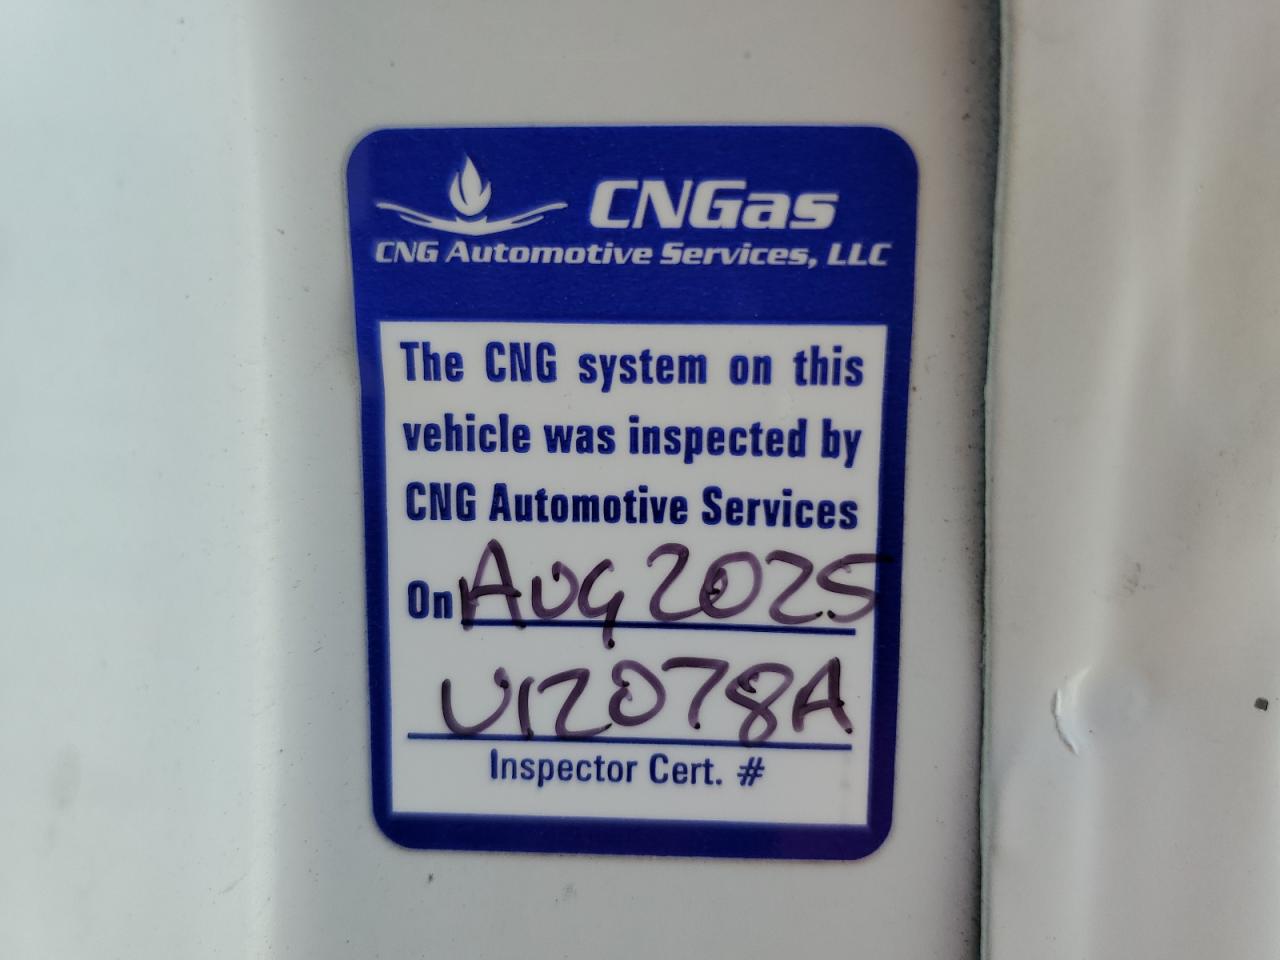 CNGas
CNG Automotive Services, LLC
The CNG system on this
vehicle was inspected by
CNG Automotive Services
On Aug 2025
U12078A
Inspector Cert. #